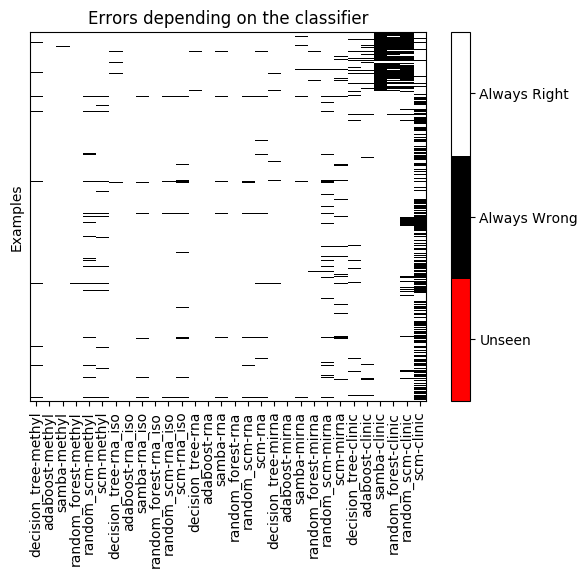 Errors depending on the classifier
Examples
Always Right
Always Wrong
Unseen
decision_tree-methyl
adaboost-methyl
samba-methyl
random_forest-methyl
random_scm-methyl
scm-methyl
decision_tree-rna_iso
adaboost-rna_iso
samba-rna_iso
random_forest-rna_iso
random_scm-rna_iso
scm-rna_iso
decision_tree-rna
adaboost-rna
samba-rna
random_forest-rna
random_scm-rna
scm-rna
decision_tree-mirna
adaboost-mirna
samba-mirna
random_forest-mirna
random_scm-mirna
scm-mirna
decision_tree-clinic
adaboost-clinic
samba-clinic
random_forest-clinic
random_scm-clinic
scm-clinic